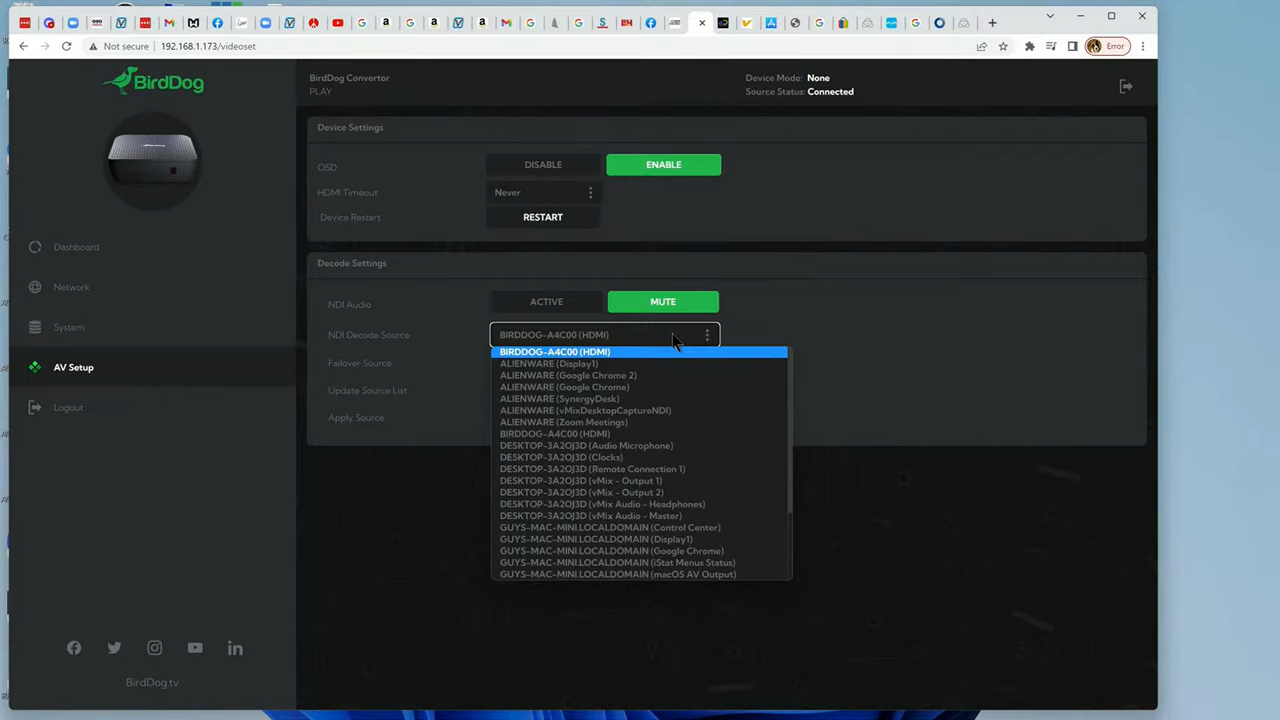 Not secure
192.168.1.173/videoset
Error
BirdDog
BirdDog Convertor
PLAY
Device Mode: None
Source Status: Connected
Device Settings
OSD
DISABLE
ENABLE
HDMI Timeout
Never
Device Restart
RESTART
Dashboard
Network
System
AV Setup
Logout
Decode Settings
NDI Audio
ACTIVE
MUTE
NDI Decode Source
BIRDDOG-A4C00 (HDMI)
Failover Source
Update Source List
Apply Source
BIRDDOG-A4C00 (HDMI)
ALIENWARE (Display1)
ALIENWARE (Google Chrome 2)
ALIENWARE (Google Chrome)
ALIENWARE (SynergyDesk)
ALIENWARE (vMixDesktopCaptureNDI)
ALIENWARE (Zoom Meetings)
BIRDDOG-A4C00 (HDMI)
DESKTOP-3A2OJ3D (Audio Microphone)
DESKTOP-3A2OJ3D (Clocks)
DESKTOP-3A2OJ3D (Remote Connection 1)
DESKTOP-3A2OJ3D (vMix - Output 1)
DESKTOP-3A2OJ3D (vMix - Output 2)
DESKTOP-3A2OJ3D (vMix Audio - Headphones)
DESKTOP-3A2OJ3D (vMix Audio - Master)
GUYS-MAC-MINI.LOCALDOMAIN (Control Center)
GUYS-MAC-MINI.LOCALDOMAIN (Display1)
GUYS-MAC-MINI.LOCALDOMAIN (Google Chrome)
GUYS-MAC-MINI.LOCALDOMAIN (iStat Menus Status)
GUYS-MAC-MINI.LOCALDOMAIN (macOS AV Output)
BirdDog.tv